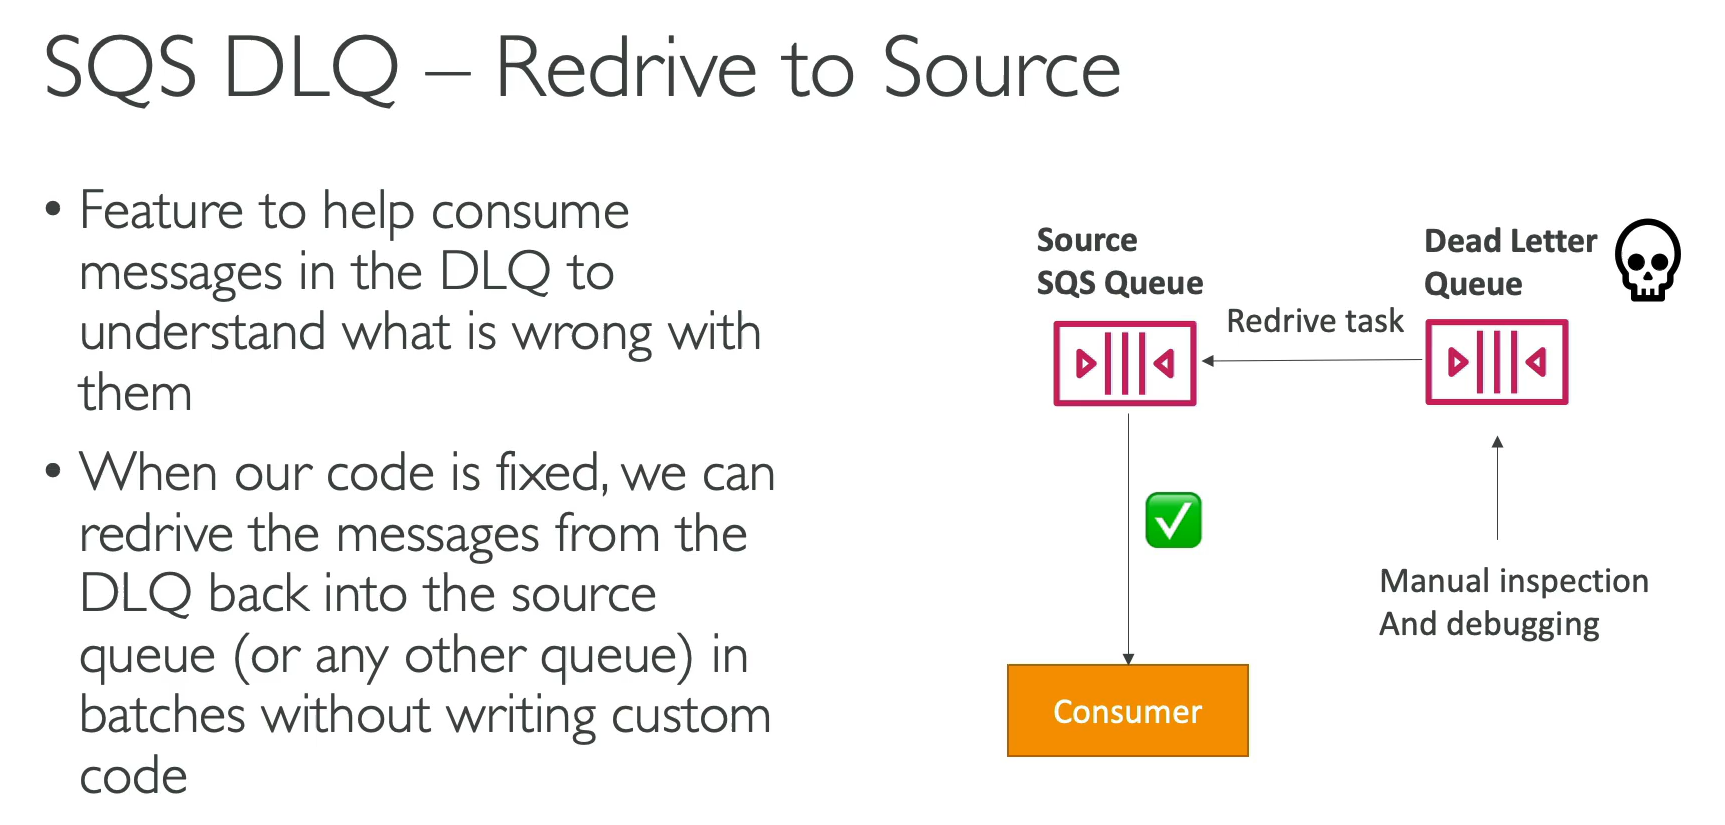 SQS DLQ – Redrive to Source
• Feature to help consume
messages in the DLQ to
understand what is wrong with
them
• When our code is fixed, we can
redrive the messages from the
DLQ back into the source
queue (or any other queue) in
batches without writing custom
code
Source
SQS Queue
Dead Letter
Queue
Redrive task
Manual inspection
And debugging
Consumer